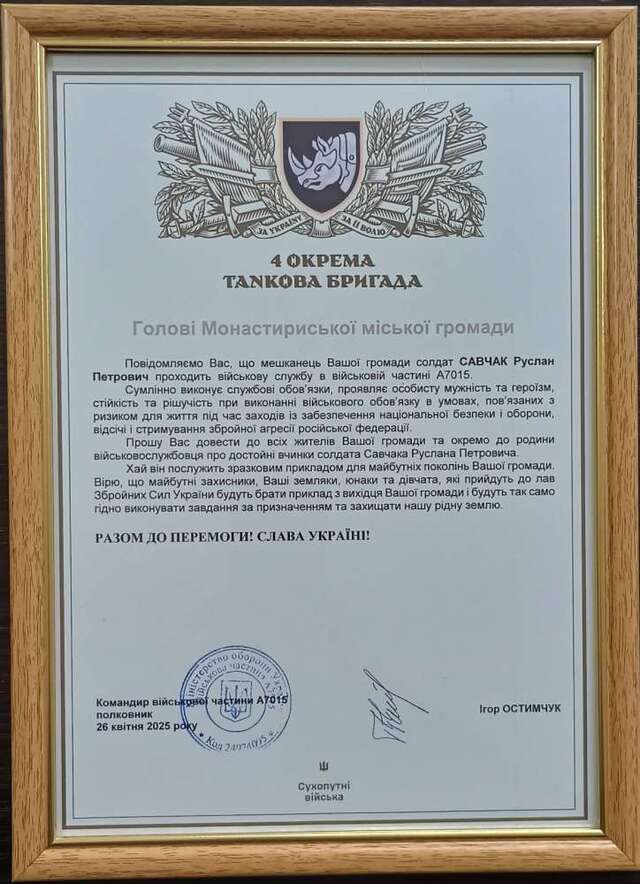 ЗА УКРАЇНУ
ЗА ЇЇ ВОЛЮ
4 ОКРЕМА
ТАНКОВА БРИГАДА
Голові Монастириської міської громади
Повідомляємо Вас, що мешканець Вашої громади солдат САВЧАК Руслан
Петрович проходить військову службу в військовій частині А7015.
Сумлінно виконує службові обов’язки, проявляє особисту мужність та героїзм,
стійкість та рішучість при виконанні військового обов’язку в умовах, пов’язаних з
ризиком для життя під час заходів із забезпечення національної безпеки і оборони,
відсічі і стримування збройної агресії російської федерації.
Прошу Вас довести до всіх жителів Вашої громади та окремо до родини
військовослужбовця про достойні вчинки солдата Савчака Руслана Петровича.
Хай він послужить зразковим прикладом для майбутніх поколінь Вашої громади.
Вірю, що майбутні захисники, Ваші земляки, юнаки та дівчата, які прийдуть до лав
Збройних Сил України будуть брати приклад з вихідця Вашої громади і будуть так само
гідно виконувати завдання за призначенням та захищати нашу рідну землю.
РАЗОМ ДО ПЕРЕМОГИ! СЛАВА УКРАЇНІ!
Міністерство оборони України
Військова частина А7015
Командир військової частини А7015
полковник
26 квітня 2025 року
Ігор ОСТИМЧУК
Сухопутні
війська